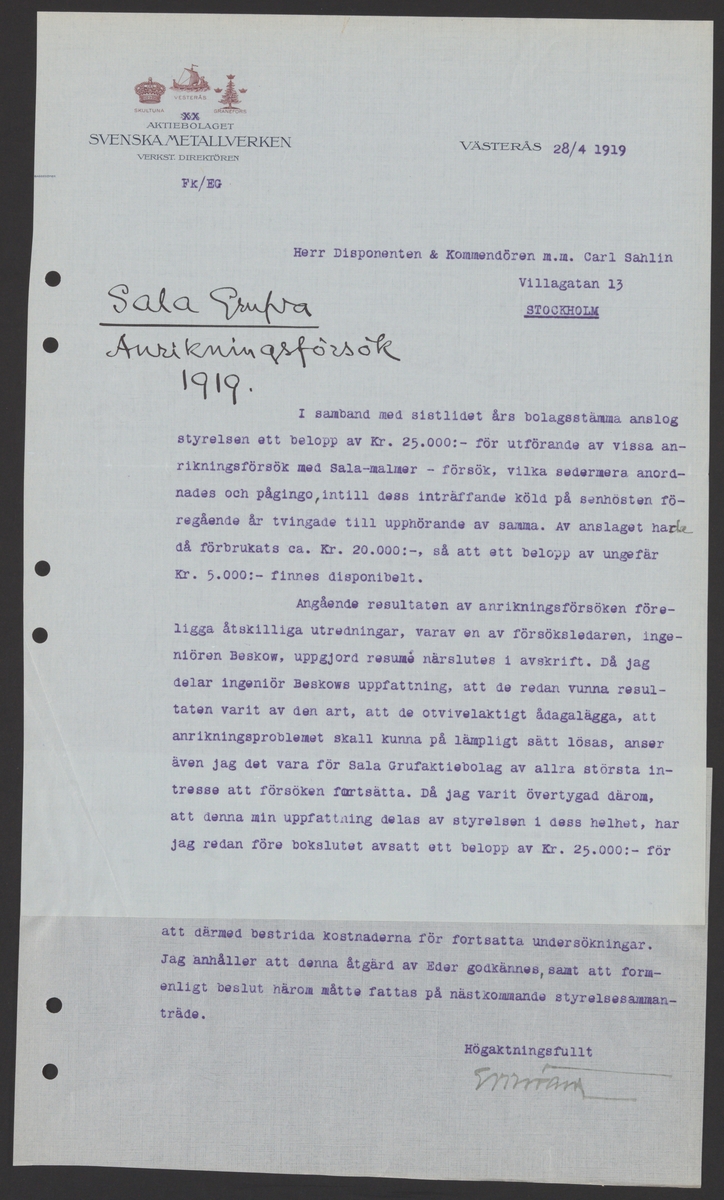 SKULTUNA VESTERÅS GRANEFORS
XX
AKTIEBOLAGET
SVENSKA METALLVERKEN
VERKST. DIREKTÖREN
VÄSTERÅS 28/4 1919
Fk/EG
Herr Disponenten & Kommendören m.m. Carl Sahlin
Villagatan 13
STOCKHOLM
Sala Grufva
Anrikningsförsök
1919.
I samband med sistlidet års bolagsstämma anslog
styrelsen ett belopp av Kr. 25.000:- för utförande av vissa an-
rikningsförsök med Sala-malmer - försök, vilka sedermera anord-
nades och pågingo, intill dess inträffande köld på senhösten fö-
regående år tvingade till upphörande av samma. Av anslaget hade
då förbrukats ca. Kr. 20.000:-, så att ett belopp av ungefär
Kr. 5.000:- finnes disponibelt.
Angående resultaten av anrikningsförsöken före-
ligga åtskilliga utredningar, varav en av försöksledaren, inge-
niören Beskow, uppgjord resumé närslutes i avskrift. Då jag
delar ingeniör Beskows uppfattning, att de redan vunna resul-
taten varit av den art, att de otvivelaktigt ådagalägga, att
anrikningsproblemet skall kunna på lämpligt sätt lösas, anser
även jag det vara för Sala Grufaktiebolag av allra största in-
tresse att försöken fortsätta. Då jag varit övertygad därom,
att denna min uppfattning delas av styrelsen i dess helhet, har
jag redan före bokslutet avsatt ett belopp av Kr. 25.000:- för
att därmed bestrida kostnaderna för fortsatta undersökningar.
Jag anhåller att denna åtgärd av Eder godkännes, samt att form-
enligt beslut härom måtte fattas på nästkommande styrelsesamman-
träde.
Högaktningsfullt